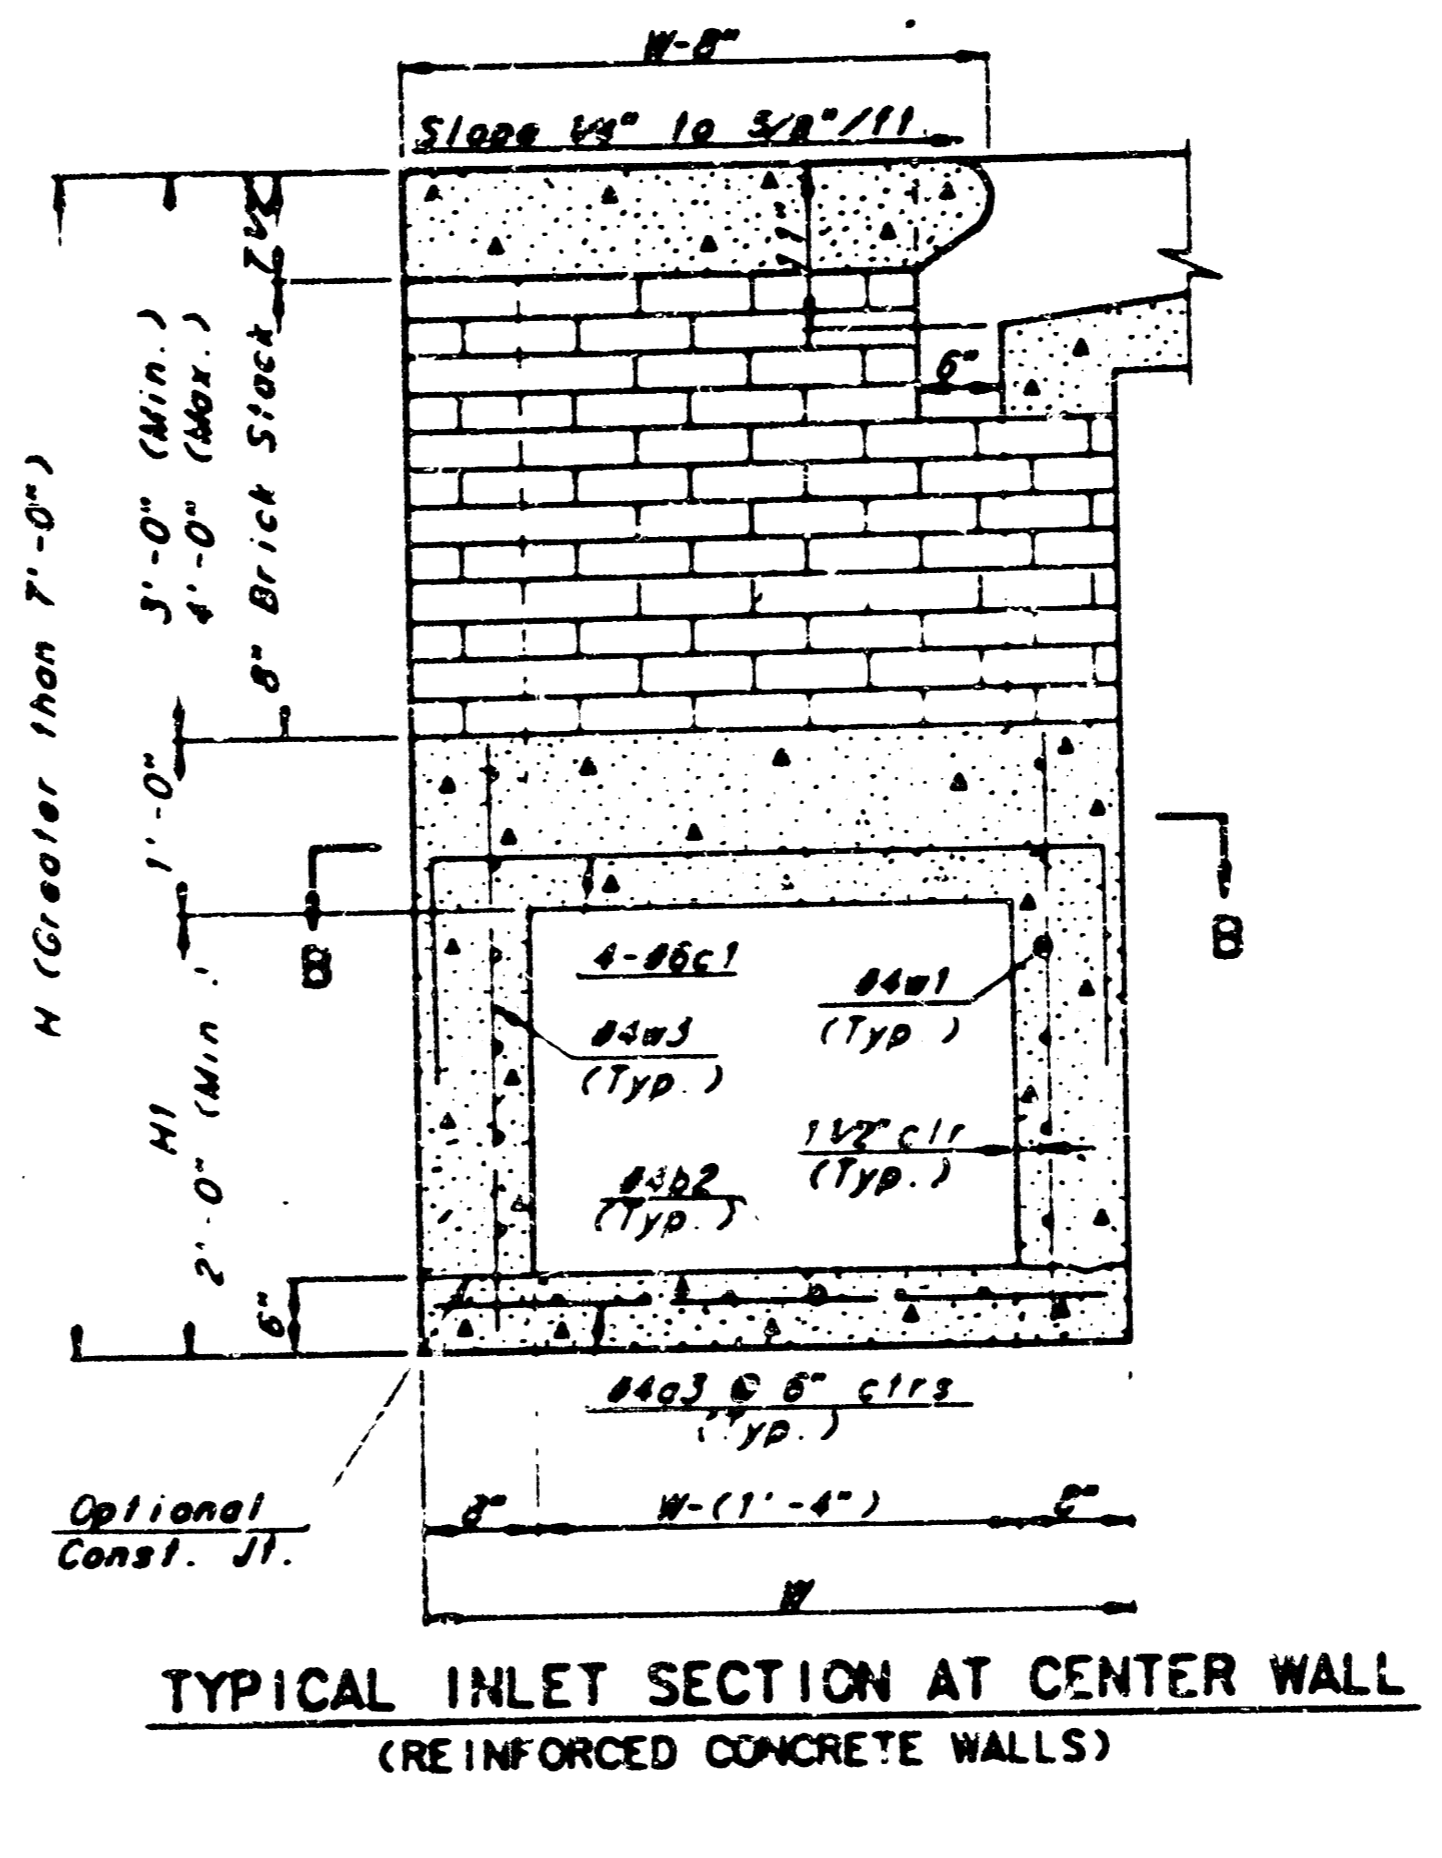 W-8"
Slope 1/4" to 3/8"/ft.
7 1/2"
8" Brick Stack
3'-0" (Min.)
4'-0" (Max.)
H (Greater than 7'-0")
6"
1'-0"
B
B
4-#6c1
#4w1
(Typ.)
#4w3
(Typ.)
H1
2'-0" (Min.)
1 1/2" clr
(Typ.)
#4b2
(Typ.)
6"
#4a3 @ 6" ctrs
(Typ.)
Optional
Const. Jt.
8"
W-(1'-4")
8"
W
TYPICAL INLET SECTION AT CENTER WALL
(REINFORCED CONCRETE WALLS)